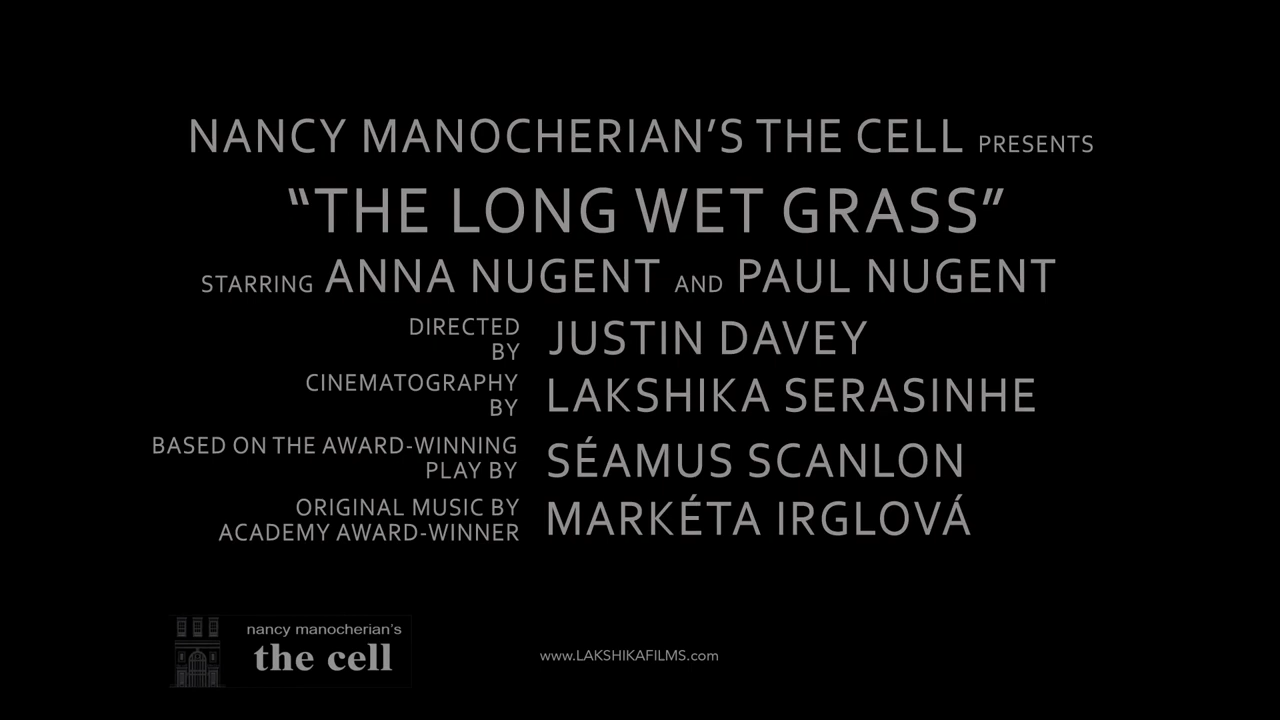 NANCY MANOCHERIAN’S THE CELL PRESENTS
“THE LONG WET GRASS”
STARRING ANNA NUGENT AND PAUL NUGENT
DIRECTED BY JUSTIN DAVEY
CINEMATOGRAPHY BY LAKSHIKA SERASINHE
BASED ON THE AWARD-WINNING PLAY BY SÉAMUS SCANLON
ORIGINAL MUSIC BY ACADEMY AWARD-WINNER MARKÉTA IRGLOVÁ
nancy manocherian’s
the cell
www.LAKSHIKAFILMS.com